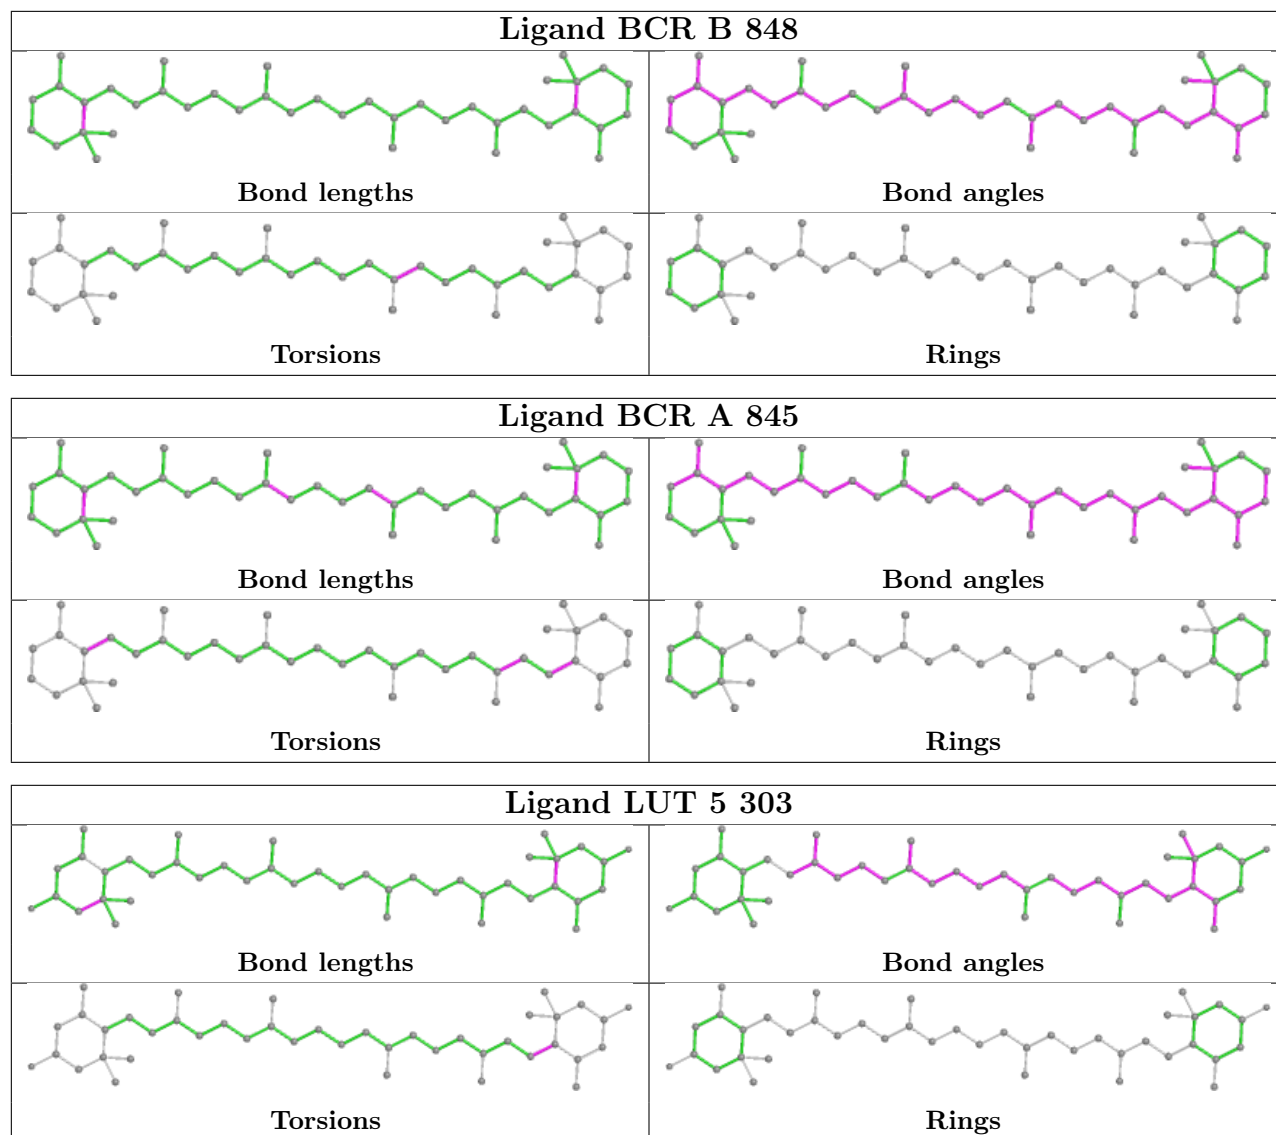 Ligand BCR B 848
Bond lengths Bond angles
Torsions Rings
Ligand BCR A 845
Bond lengths Bond angles
Torsions Rings
Ligand LUT 5 303
Bond lengths Bond angles
Torsions Rings